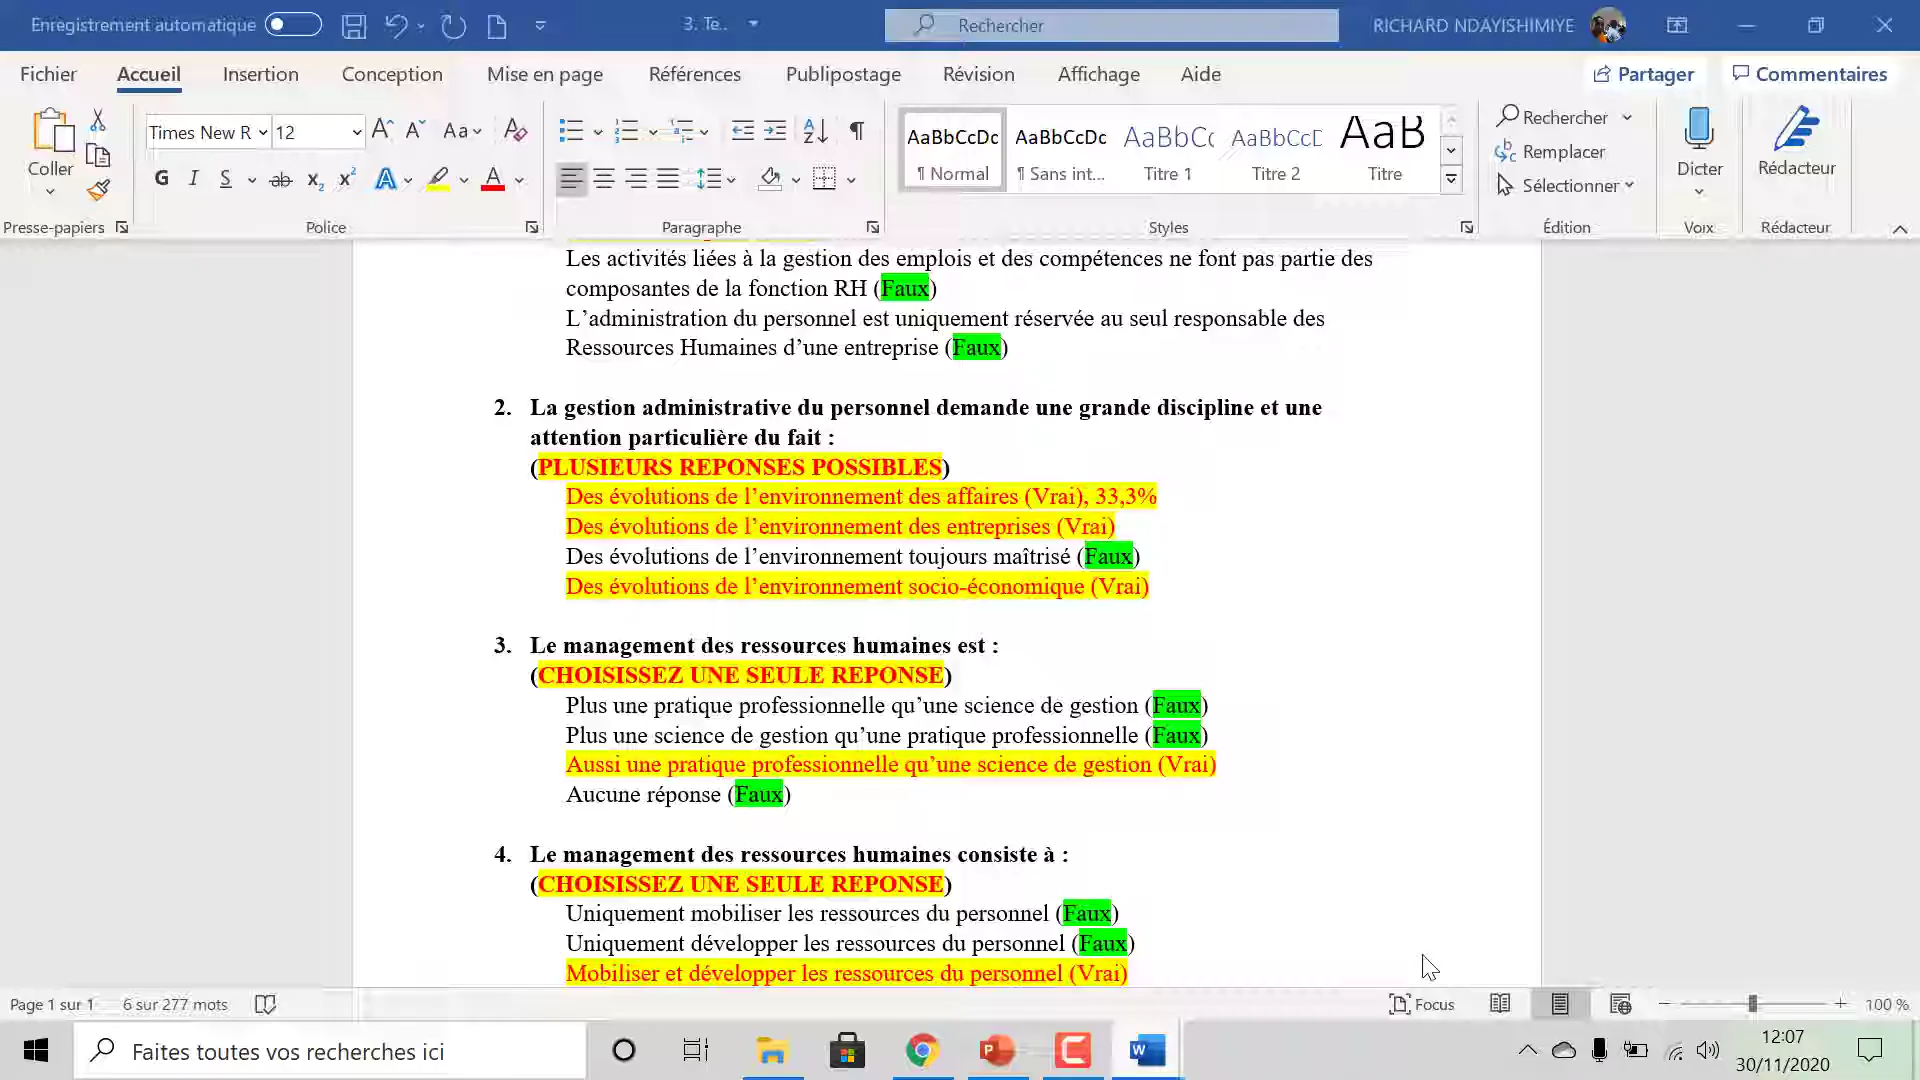 Enregistrement automatique
3. Te..
Rechercher
RICHARD NDAYISHIMIYE
Fichier Accueil Insertion Conception Mise en page Références Publipostage Révision Affichage Aide Partager Commentaires
Coller
Times New R 12
Aa
G I S ab x₂ x² A A
AaBbCcDc AaBbCcDc AaBbCc AaBbCcD AaB
¶ Normal ¶ Sans int... Titre 1 Titre 2 Titre
Rechercher
Remplacer
Sélectionner
Dicter
Rédacteur
Presse-papiers Police Paragraphe Styles Édition Voix Rédacteur
Les activités liées à la gestion des emplois et des compétences ne font pas partie des
composantes de la fonction RH (Faux)
L’administration du personnel est uniquement réservée au seul responsable des
Ressources Humaines d’une entreprise (Faux)
2. La gestion administrative du personnel demande une grande discipline et une
attention particulière du fait :
(PLUSIEURS REPONSES POSSIBLES)
Des évolutions de l’environnement des affaires (Vrai), 33,3%
Des évolutions de l’environnement des entreprises (Vrai)
Des évolutions de l’environnement toujours maîtrisé (Faux)
Des évolutions de l’environnement socio-économique (Vrai)
3. Le management des ressources humaines est :
(CHOISISSEZ UNE SEULE REPONSE)
Plus une pratique professionnelle qu’une science de gestion (Faux)
Plus une science de gestion qu’une pratique professionnelle (Faux)
Aussi une pratique professionnelle qu’une science de gestion (Vrai)
Aucune réponse (Faux)
4. Le management des ressources humaines consiste à :
(CHOISISSEZ UNE SEULE REPONSE)
Uniquement mobiliser les ressources du personnel (Faux)
Uniquement développer les ressources du personnel (Faux)
Mobiliser et développer les ressources du personnel (Vrai)
Page 1 sur 1 6 sur 277 mots Focus 100 %
Faites toutes vos recherches ici
12:07
30/11/2020